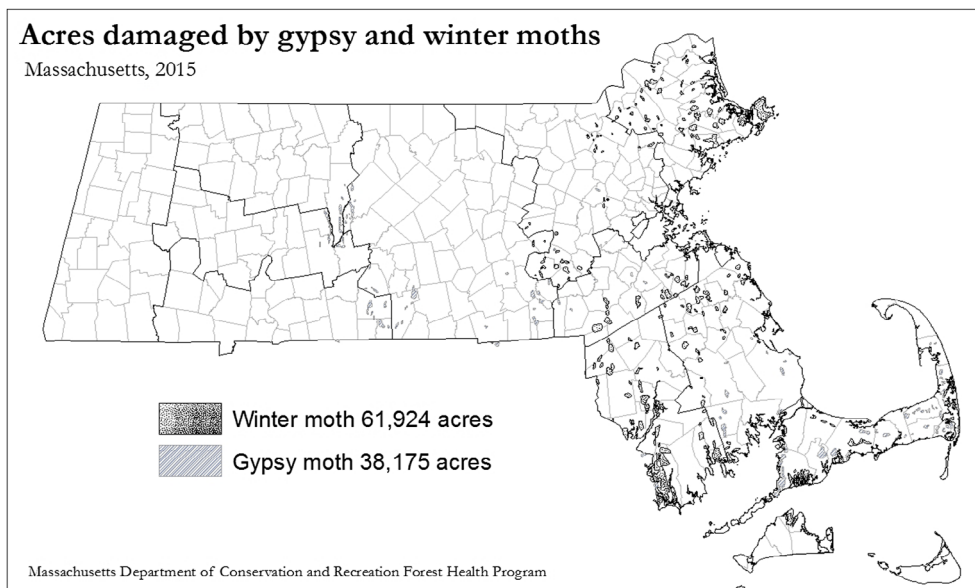 Acres damaged by gypsy and winter moths
Massachusetts, 2015
Winter moth 61,924 acres
Gypsy moth 38,175 acres
Massachusetts Department of Conservation and Recreation Forest Health Program